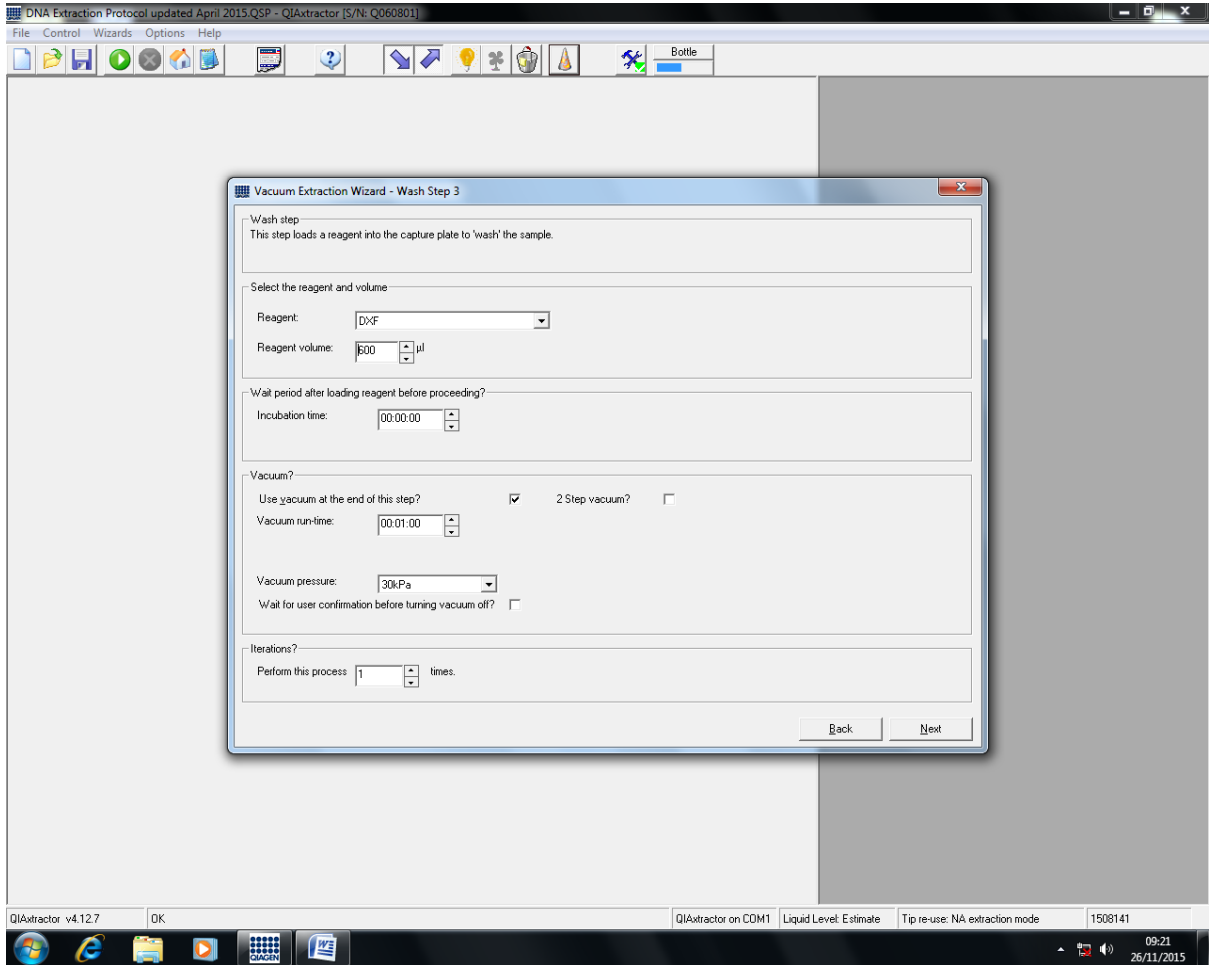 DNA Extraction Protocol updated April 2015.QSP - QIAxtractor [S/N: Q060801]
File Control Wizards Options Help
Bottle
Vacuum Extraction Wizard - Wash Step 3
Wash step
This step loads a reagent into the capture plate to 'wash' the sample.
Select the reagent and volume
Reagent: DXF
Reagent volume: 600 µl
Wait period after loading reagent before proceeding?
Incubation time: 00:00:00
Vacuum?
Use vacuum at the end of this step? 2 Step vacuum?
Vacuum run-time: 00:01:00
Vacuum pressure: 30kPa
Wait for user confirmation before turning vacuum off?
Iterations?
Perform this process 1 times.
Back Next
QIAxtractor v4.12.7 OK QIAxtractor on COM1 Liquid Level: Estimate Tip re-use: NA extraction mode 1508141
QIAGEN
09:21
26/11/2015